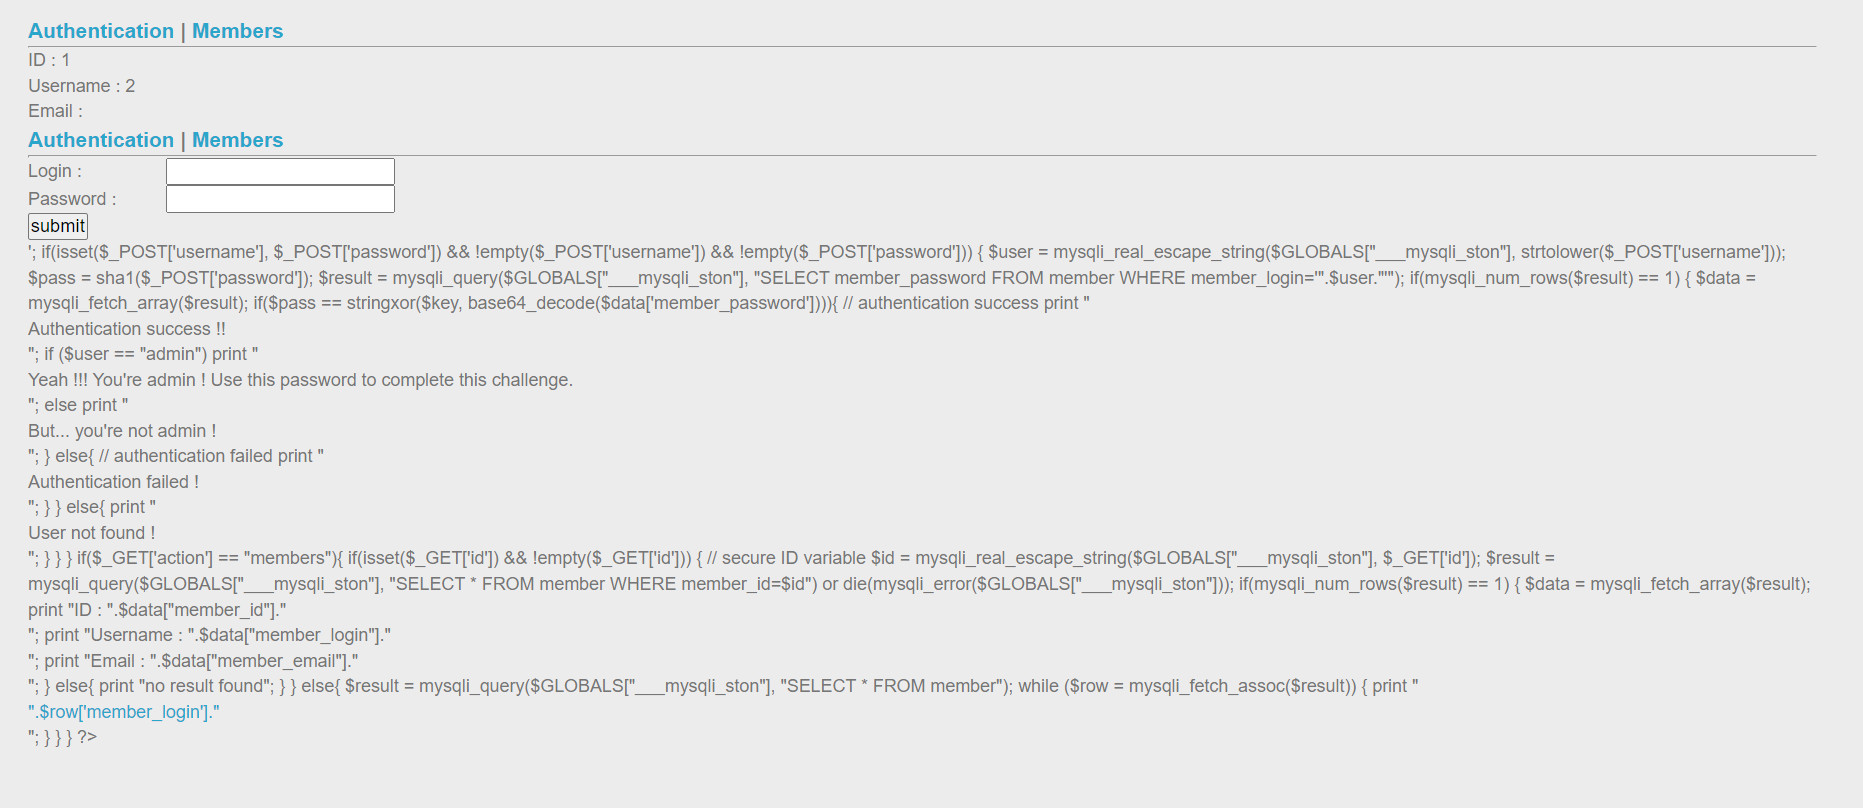 Authentication | Members
ID : 1
Username : 2
Email :
Authentication | Members
Login :
Password :
submit
'; if(isset($_POST['username'], $_POST['password']) && !empty($_POST['username']) && !empty($_POST['password'])) { $user = mysqli_real_escape_string($GLOBALS["___mysqli_ston"], strtolower($_POST['username']));
$pass = sha1($_POST['password']); $result = mysqli_query($GLOBALS["___mysqli_ston"], "SELECT member_password FROM member WHERE member_login='".$user."'"); if(mysqli_num_rows($result) == 1) { $data =
mysqli_fetch_array($result); if($pass == stringxor($key, base64_decode($data['member_password']))){ // authentication success print "
Authentication success !!
"; if ($user == "admin") print "
Yeah !!! You're admin ! Use this password to complete this challenge.
"; else print "
But... you're not admin !
"; } else{ // authentication failed print "
Authentication failed !
"; } } else{ print "
User not found !
"; } } } if($_GET['action'] == "members"){ if(isset($_GET['id']) && !empty($_GET['id'])) { // secure ID variable $id = mysqli_real_escape_string($GLOBALS["___mysqli_ston"], $_GET['id']); $result =
mysqli_query($GLOBALS["___mysqli_ston"], "SELECT * FROM member WHERE member_id=$id") or die(mysqli_error($GLOBALS["___mysqli_ston"])); if(mysqli_num_rows($result) == 1) { $data = mysqli_fetch_array($result);
print "ID : ".$data["member_id"]."
"; print "Username : ".$data["member_login"]."
"; print "Email : ".$data["member_email"]."
"; } else{ print "no result found"; } } else{ $result = mysqli_query($GLOBALS["___mysqli_ston"], "SELECT * FROM member"); while ($row = mysqli_fetch_assoc($result)) { print "
".$row['member_login']."
"; } } } ?>